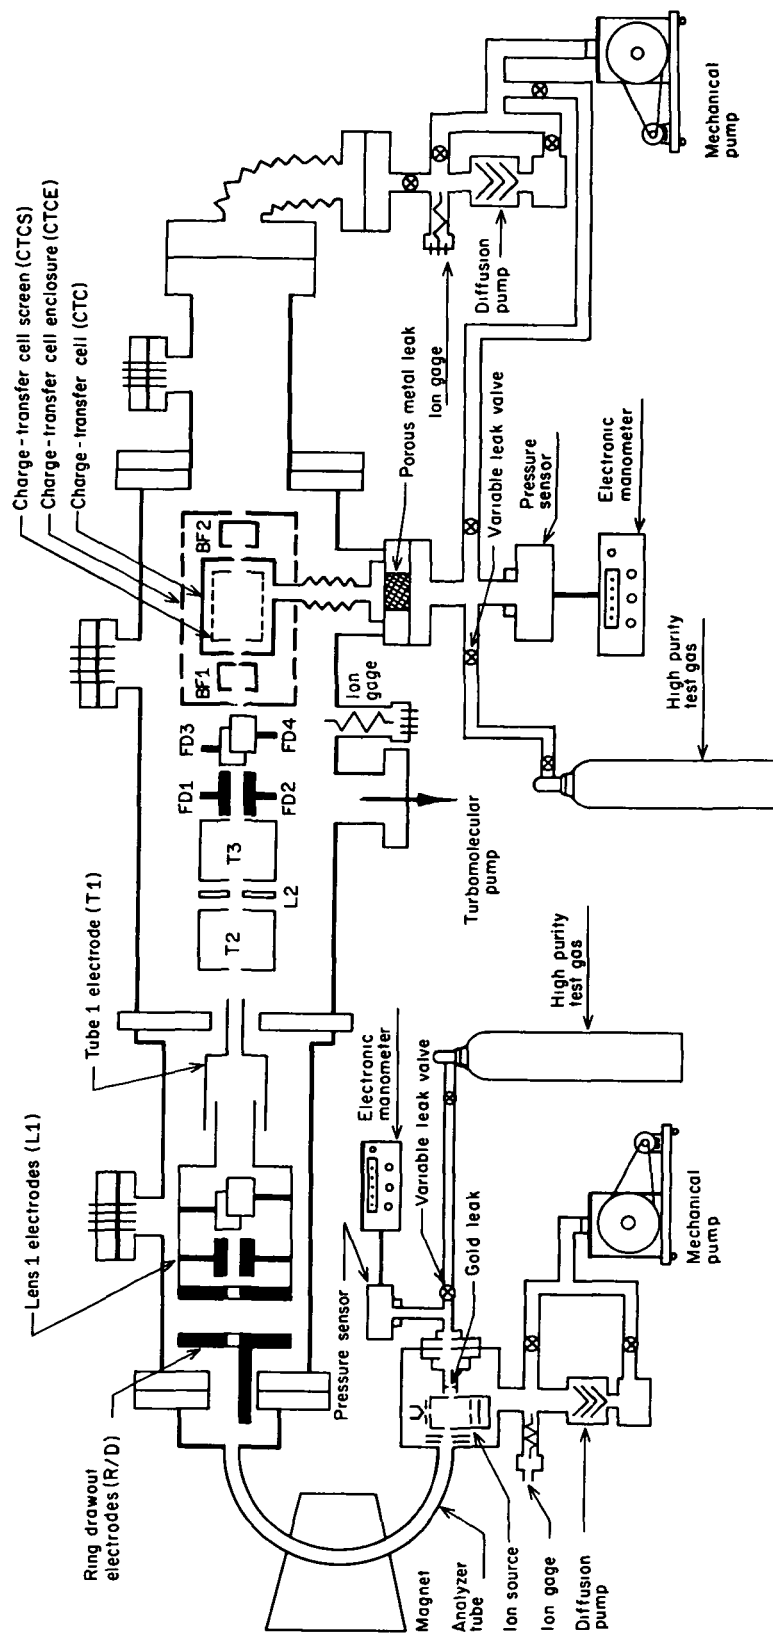 Charge-transfer cell screen (CTCS)
Charge-transfer cell enclosure (CTCE)
Charge-transfer cell (CTC)
Tube 1 electrode (T1)
Lens 1 electrodes (L1)
Ring drawout
electrodes (R/D)
T2
L2
T3
FD1
FD2
FD3
FD4
BF1
BF2
Ion
gage
Turbomolecular
pump
Porous metal leak
Ion gage
Diffusion
pump
Mechanical
pump
Variable leak valve
Pressure
sensor
Electronic
manometer
High purity
test gas
Pressure sensor
Electronic
manometer
Variable leak valve
Gold leak
High purity
test gas
Mechanical
pump
Magnet
Analyzer
tube
Ion source
Ion gage
Diffusion
pump